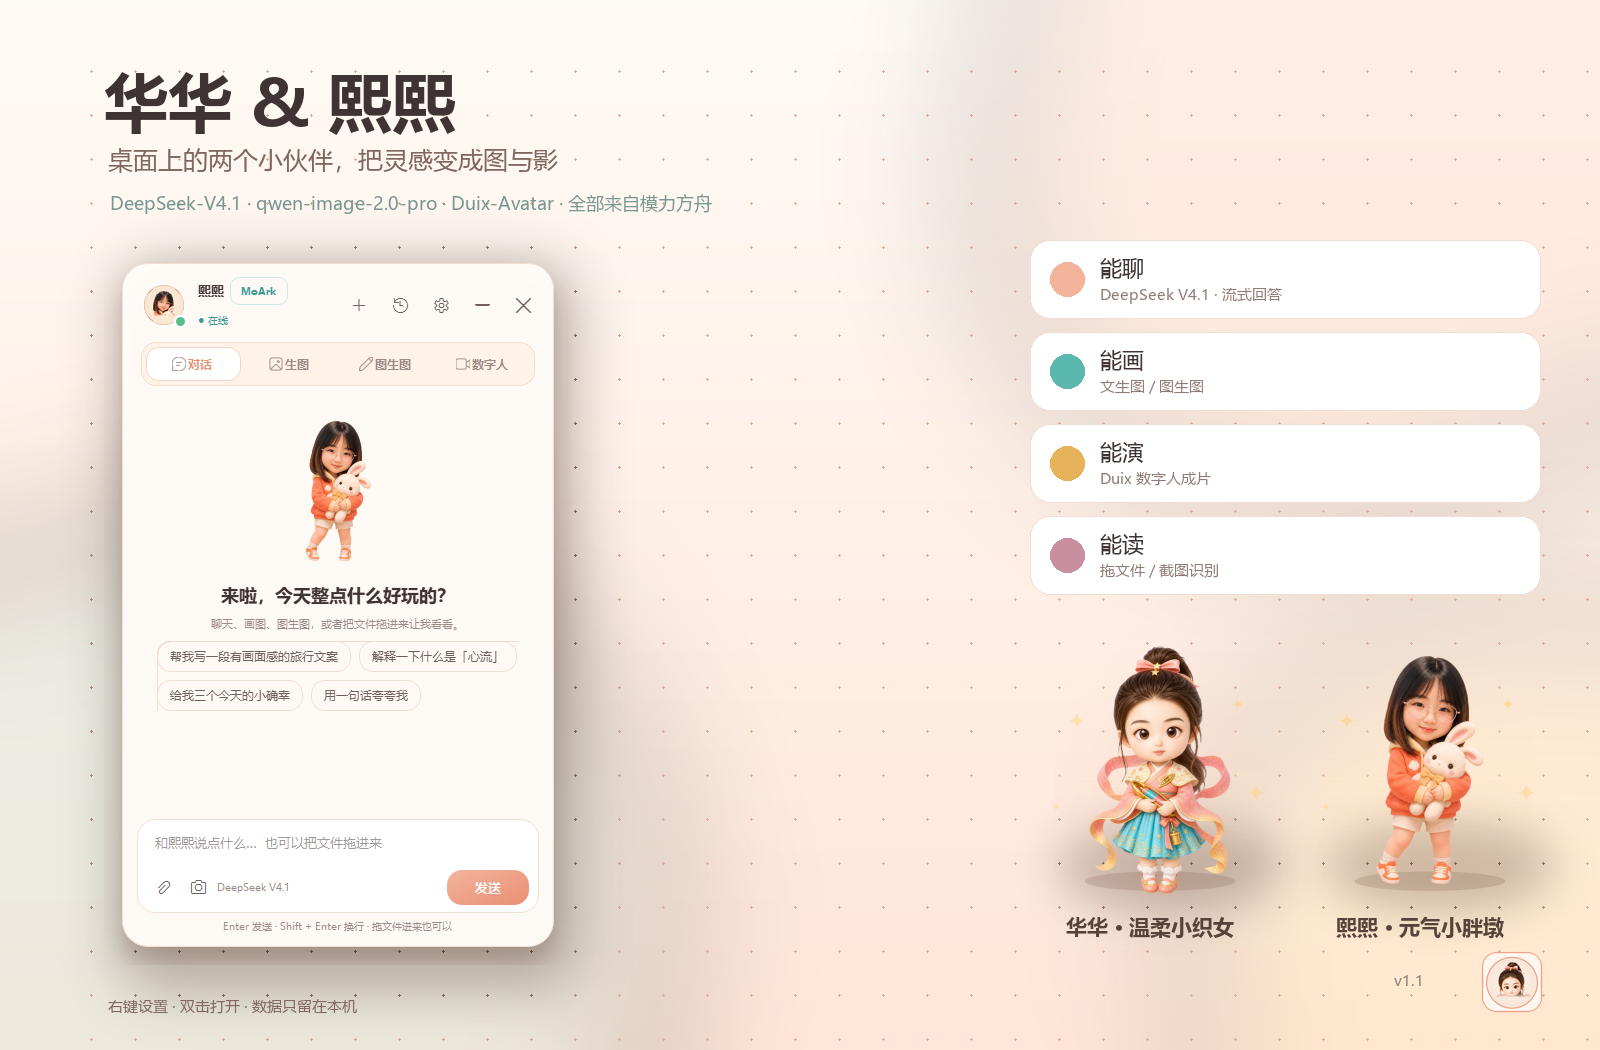 华华 & 熙熙
桌面上的两个小伙伴，把灵感变成图与影
DeepSeek-V4.1 · qwen-image-2.0-pro · Duix-Avatar · 全部来自模力方舟
熙熙 MoArk
• 在线
对话 生图 图生图 数字人
来啦，今天整点什么好玩的？
聊天、画图、图生图，或者把文件拖进来让我看看。
帮我写一段有画面感的旅行文案 解释一下什么是「心流」
给我三个今天的小确幸 用一句话夸夸我
和熙熙说点什么... 也可以把文件拖进来
DeepSeek V4.1 发送
Enter 发送 · Shift + Enter 换行 · 拖文件进来也可以
右键设置 · 双击打开 · 数据只留在本机
能聊
DeepSeek V4.1 · 流式回答
能画
文生图 / 图生图
能演
Duix 数字人成片
能读
拖文件 / 截图识别
华华 · 温柔小织女 熙熙 · 元气小胖墩
v1.1